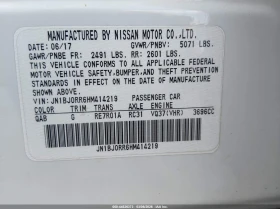 MANUFACTURED BY NISSAN MOTOR CO.,LTD.
DATE: 06/17 GVWR/PNBV: 5071 LBS.
GAWR/PNBE FR: 2491 LBS RR: 2601 LBS.
THIS VEHICLE CONFORMS TO ALL APPLICABLE FEDERAL
MOTOR VEHICLE SAFETY, BUMPER, AND THEFT PREVENTION
STANDARDS IN EFFECT ON THE DATE OF MANUFACTURE
SHOWN ABOVE.
VIN: JN1BJ0RR6HM414219 PASSENGER CAR
COLOR TRIM TRANS AXLE ENGINE
QAB G RE7R01A RC31 VQ37(VHR) 3696CC
JN1BJ0RR6HM414219